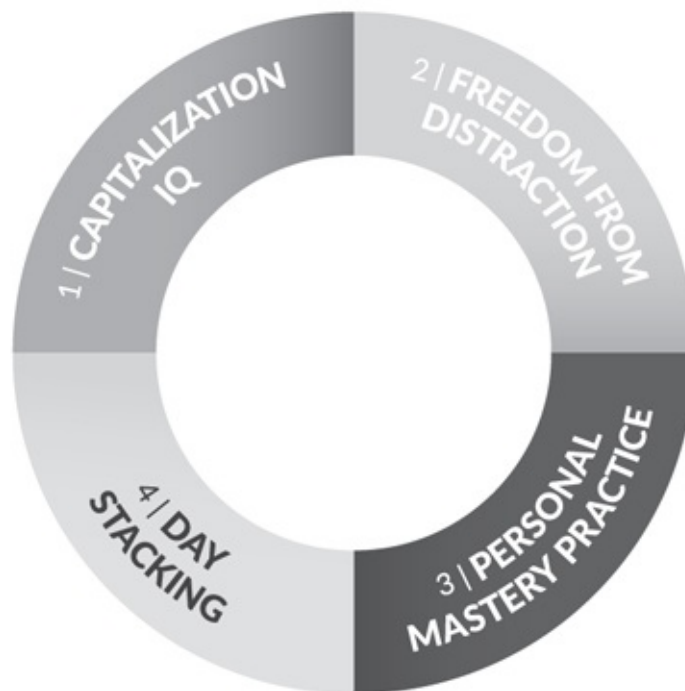 1 | CAPITALIZATION
IQ
2 | FREEDOM FROM
DISTRACTION
3 | PERSONAL
MASTERY PRACTICE
4 | DAY
STACKING